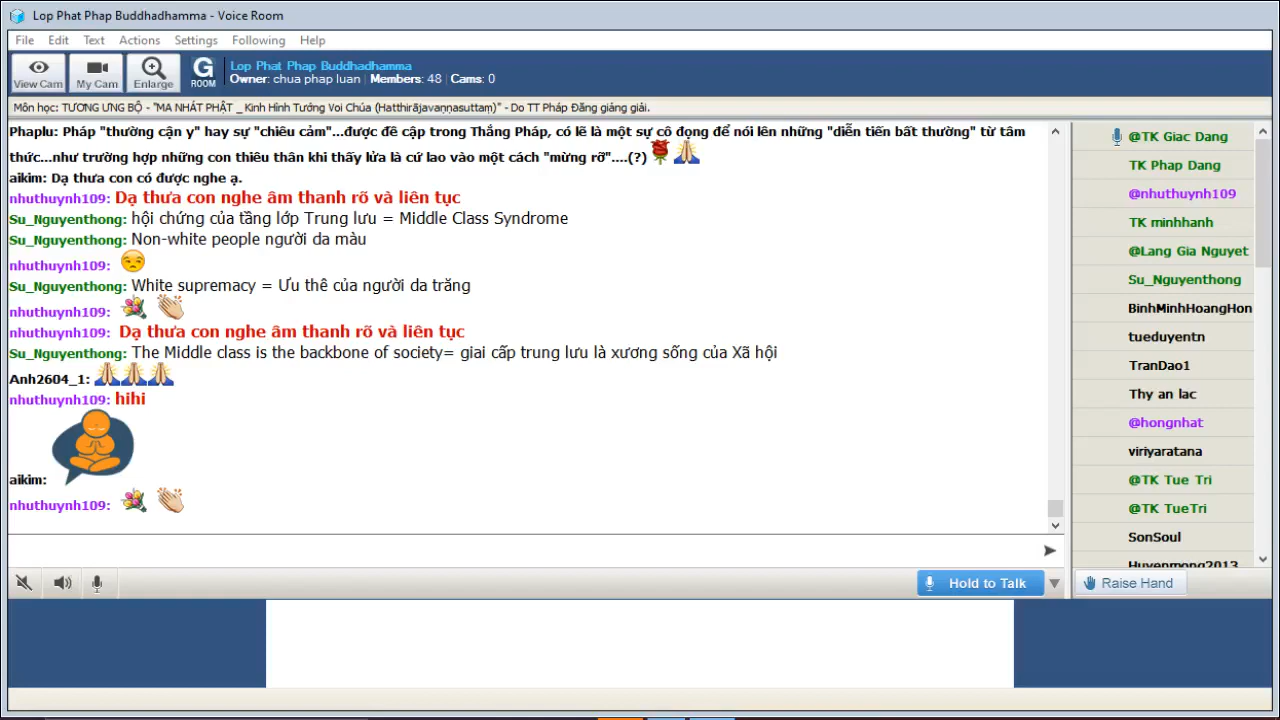 Lop Phat Phap Buddhadhamma - Voice Room
File Edit Text Actions Settings Following Help
View Cam My Cam Enlarge G ROOM
Lop Phat Phap Buddhadhamma
Owner: chua phap luan | Members: 48 | Cams: 0
Môn học: TƯƠNG ƯNG BỘ - "MA NHÁT PHẬT _ Kinh Hình Tướng Voi Chúa (Hatthirājavaṇṇasuttaṃ)" - Do TT Pháp Đăng giảng giải.
Phaplu: Pháp "thường cận y" hay sự "chiêu cảm"...được đề cập trong Thắng Pháp, có lẽ là một sự cô đọng để nói lên những "diễn tiến bất thường" từ tâm
thức...như trường hợp những con thiêu thân khi thấy lửa là cứ lao vào một cách "mừng rỡ"....(?)
aikim: Dạ thưa con có được nghe ạ.
nhuthuynh109: Dạ thưa con nghe âm thanh rõ và liên tục
Su_Nguyenthong: hội chứng của tầng lớp Trung lưu = Middle Class Syndrome
Su_Nguyenthong: Non-white people người da màu
nhuthuynh109:
Su_Nguyenthong: White supremacy = Ưu thế của người da trắng
nhuthuynh109:
nhuthuynh109: Dạ thưa con nghe âm thanh rõ và liên tục
Su_Nguyenthong: The Middle class is the backbone of society= giai cấp trung lưu là xương sống của Xã hội
Anh2604_1:
nhuthuynh109: hihi
aikim:
nhuthuynh109:
@TK Giac Dang
TK Phap Dang
@nhuthuynh109
TK minhhanh
@Lang Gia Nguyet
Su_Nguyenthong
BinhMinhHoangHon
tueduyentn
TranDao1
Thy an lac
@hongnhat
viriyaratana
@TK Tue Tri
@TK TueTri
SonSoul
Huyenmong2013
Hold to Talk
Raise Hand